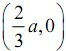 (2/3 a, 0)